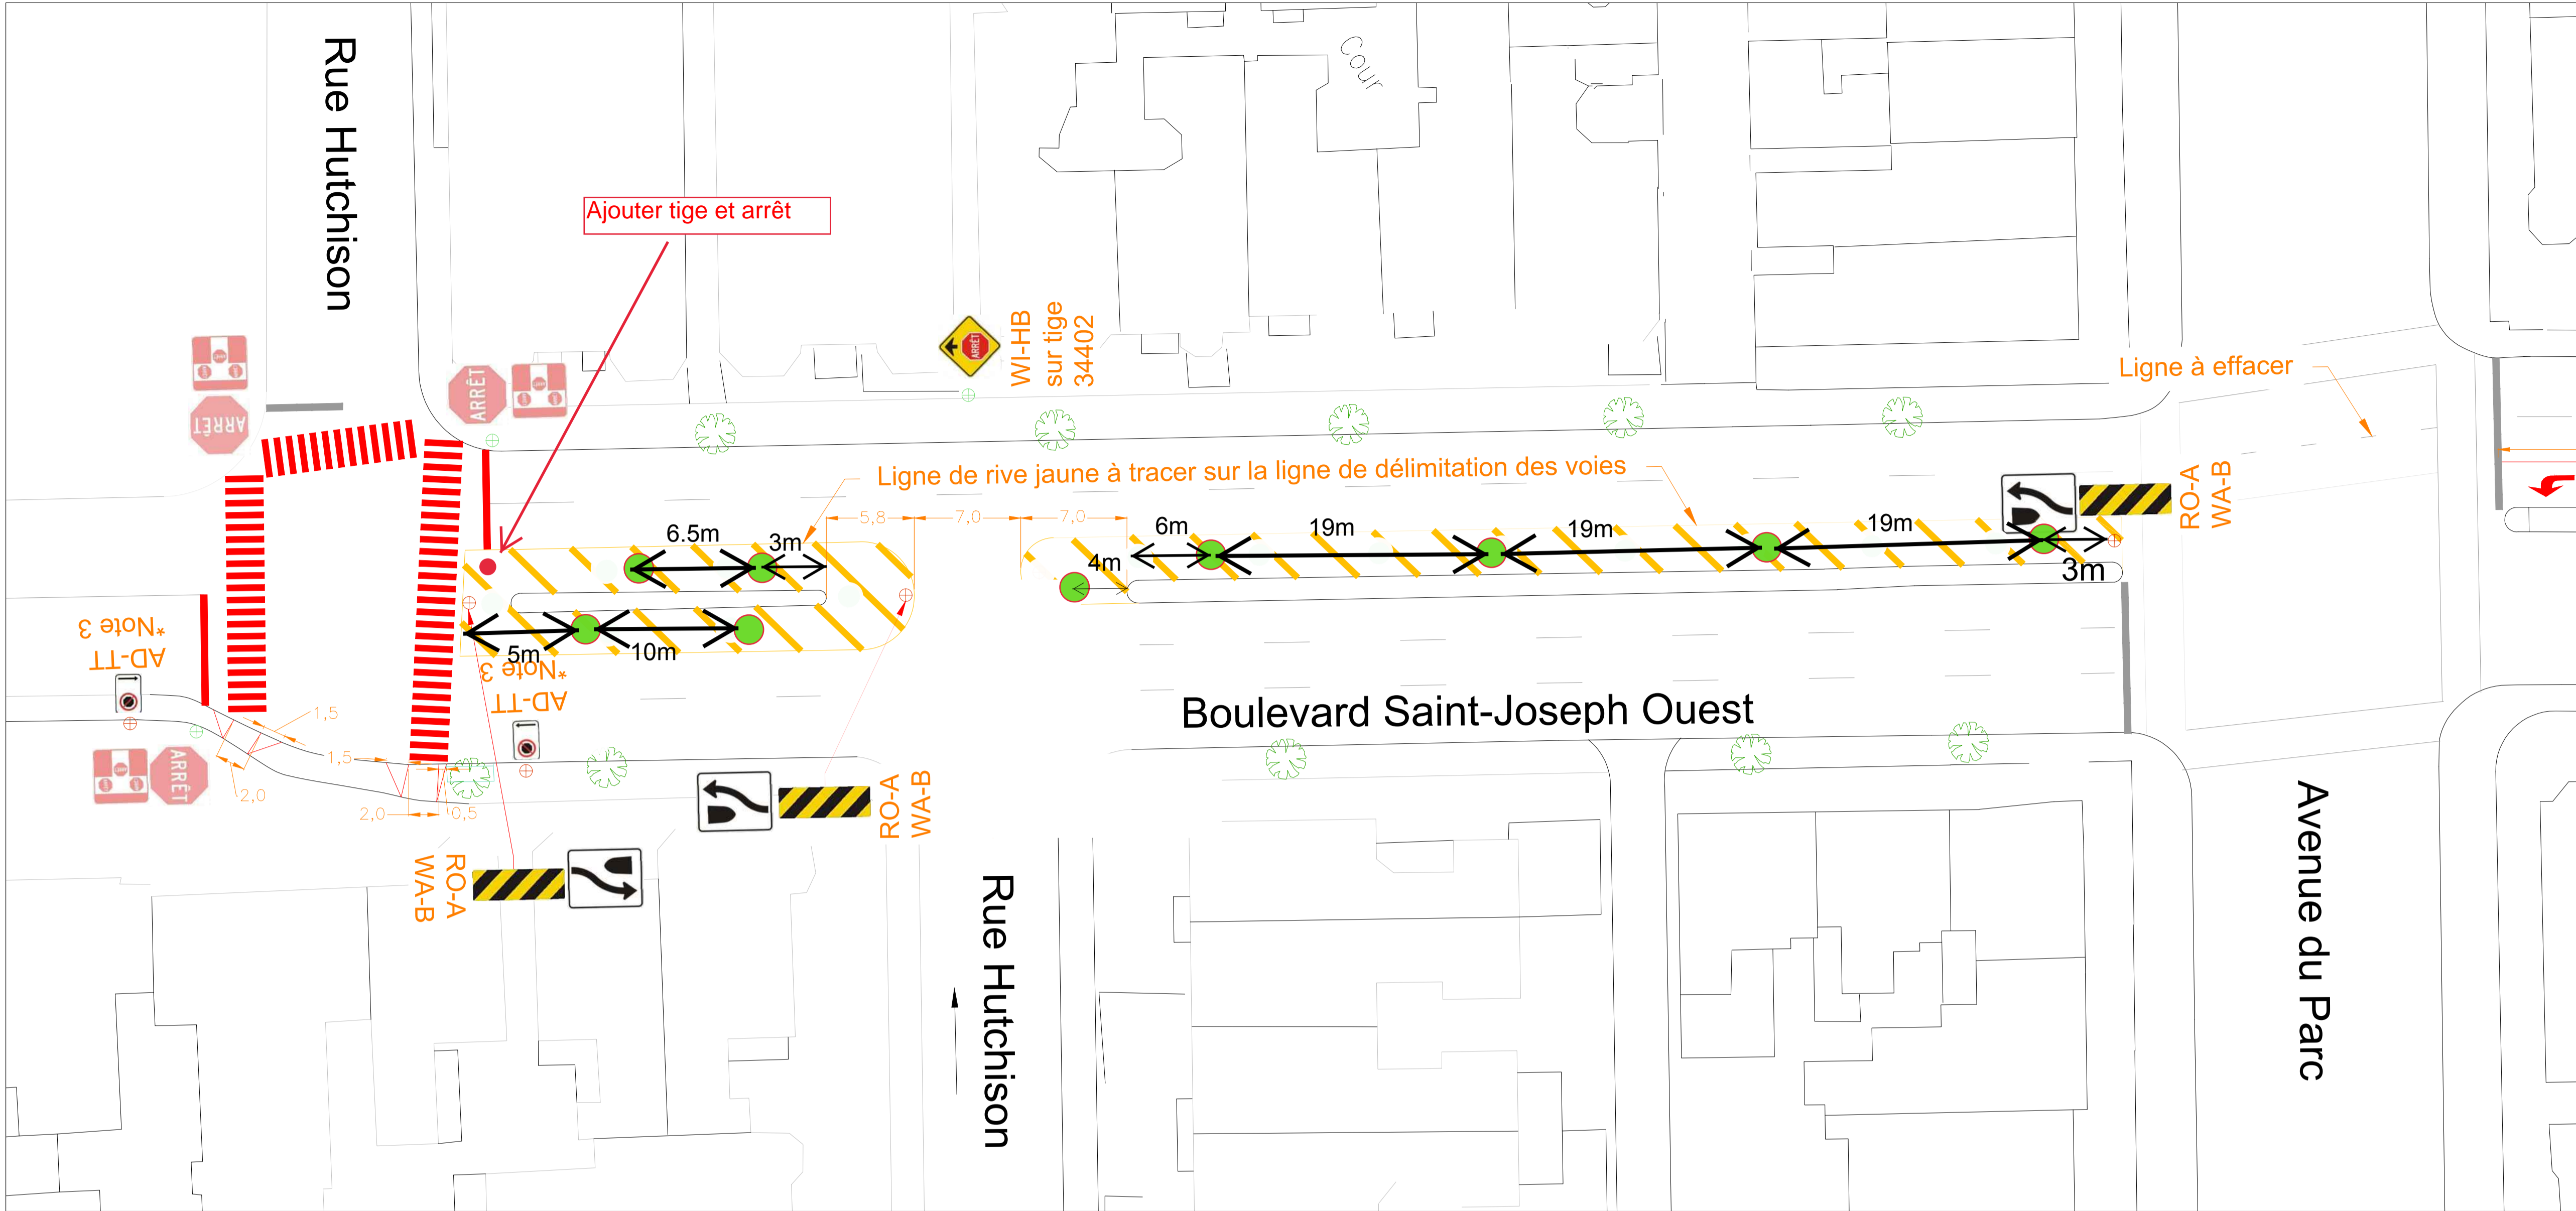 Rue Hutchison
Cour
Ajouter tige et arrêt
WI-HB
sur tige
34402
ARRÊT
ARRÊT
ARRÊT
Ligne à effacer
Ligne de rive jaune à tracer sur la ligne de délimitation des voies
RO-A
WA-B
5,8
7,0
7,0
6.5m
3m
6m
19m
19m
19m
4m
3m
5m
10m
AD-TT
*Note 3
AD-TT
*Note 3
Boulevard Saint-Joseph Ouest
1,5
1,5
2,0
2,0
0,5
ARRÊT
RO-A
WA-B
RO-A
WA-B
Rue Hutchison
Avenue du Parc